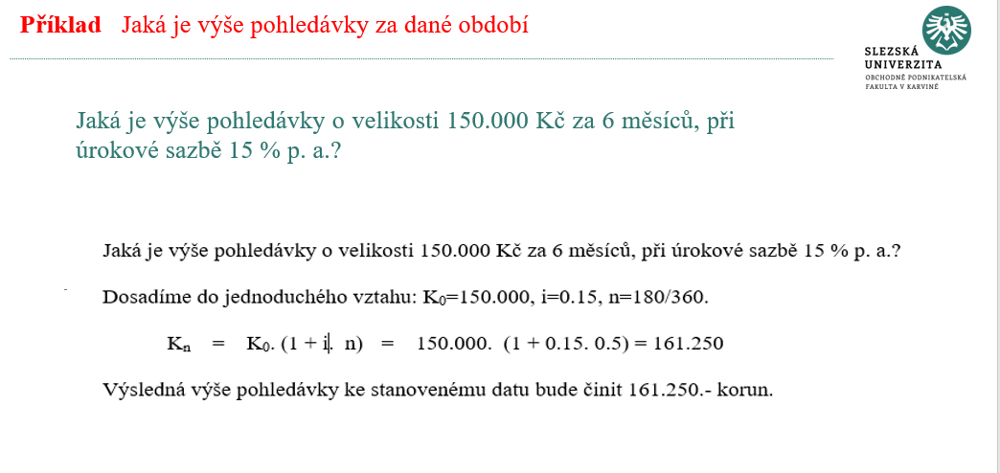 Příklad Jaká je výše pohledávky za dané období
SLEZSKÁ
UNIVERZITA
OBCHODNĚ PODNIKATELSKÁ
FAKULTA V KARVINÉ
Jaká je výše pohledávky o velikosti 150.000 Kč za 6 měsíců, při
úrokové sazbě 15 % p. a.?
Jaká je výše pohledávky o velikosti 150.000 Kč za 6 měsíců, při úrokové sazbě 15 % p. a.?
Dosadíme do jednoduchého vztahu: K₀=150.000, i=0.15, n=180/360.
Kₙ = K₀. (1 + i. n) = 150.000. (1 + 0.15. 0.5) = 161.250
Výsledná výše pohledávky ke stanovenému datu bude činit 161.250.- korun.